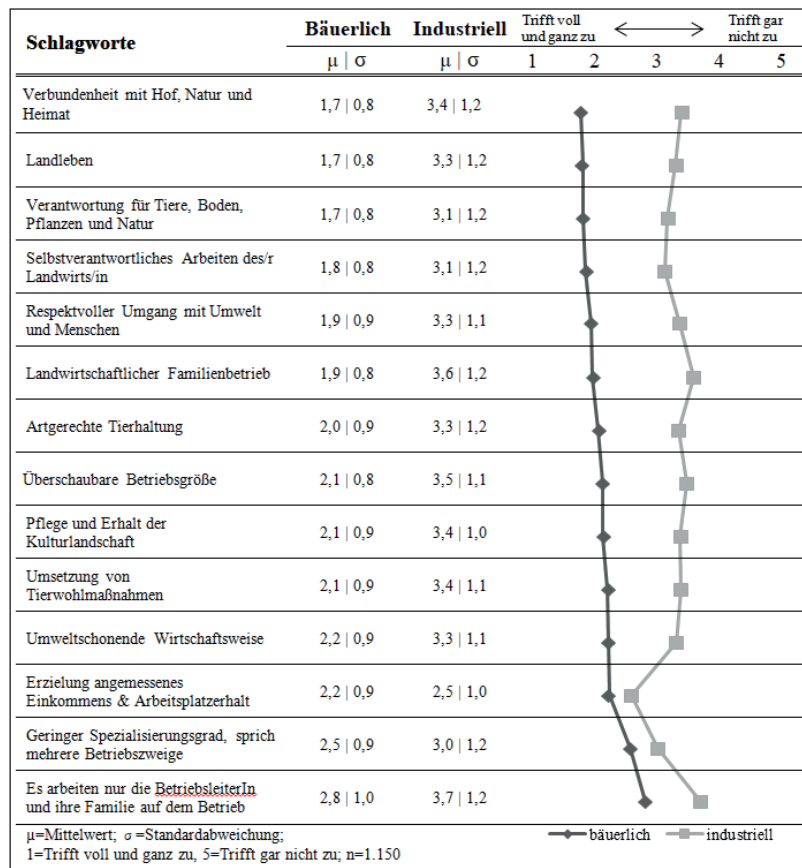 Schlagworte
Bäuerlich Industriell
Trifft voll und ganz zu
Trifft gar nicht zu
μ | σ μ | σ 1 2 3 4 5
Verbundenheit mit Hof, Natur und
Heimat
1,7 | 0,8 3,4 | 1,2
Landleben 1,7 | 0,8 3,3 | 1,2
Verantwortung für Tiere, Boden,
Pflanzen und Natur
1,7 | 0,8 3,1 | 1,2
Selbstverantwortliches Arbeiten des/r
Landwirts/in
1,8 | 0,8 3,1 | 1,2
Respektvoller Umgang mit Umwelt
und Menschen
1,9 | 0,9 3,3 | 1,1
Landwirtschaftlicher Familienbetrieb 1,9 | 0,8 3,6 | 1,2
Artgerechte Tierhaltung 2,0 | 0,9 3,3 | 1,2
Überschaubare Betriebsgröße 2,1 | 0,8 3,5 | 1,1
Pflege und Erhalt der
Kulturlandschaft
2,1 | 0,9 3,4 | 1,0
Umsetzung von
Tierwohlmaßnahmen
2,1 | 0,9 3,4 | 1,1
Umweltschonende Wirtschaftsweise 2,2 | 0,9 3,3 | 1,1
Erzielung angemessenes
Einkommens & Arbeitsplatzerhalt
2,2 | 0,9 2,5 | 1,0
Geringer Spezialisierungsgrad, sprich
mehrere Betriebszweige
2,5 | 0,9 3,0 | 1,2
Es arbeiten nur die BetriebsleiterIn
und ihre Familie auf dem Betrieb
2,8 | 1,0 3,7 | 1,2
μ=Mittelwert; σ =Standardabweichung;
1=Trifft voll und ganz zu, 5=Trifft gar nicht zu; n=1.150
bäuerlich industriell